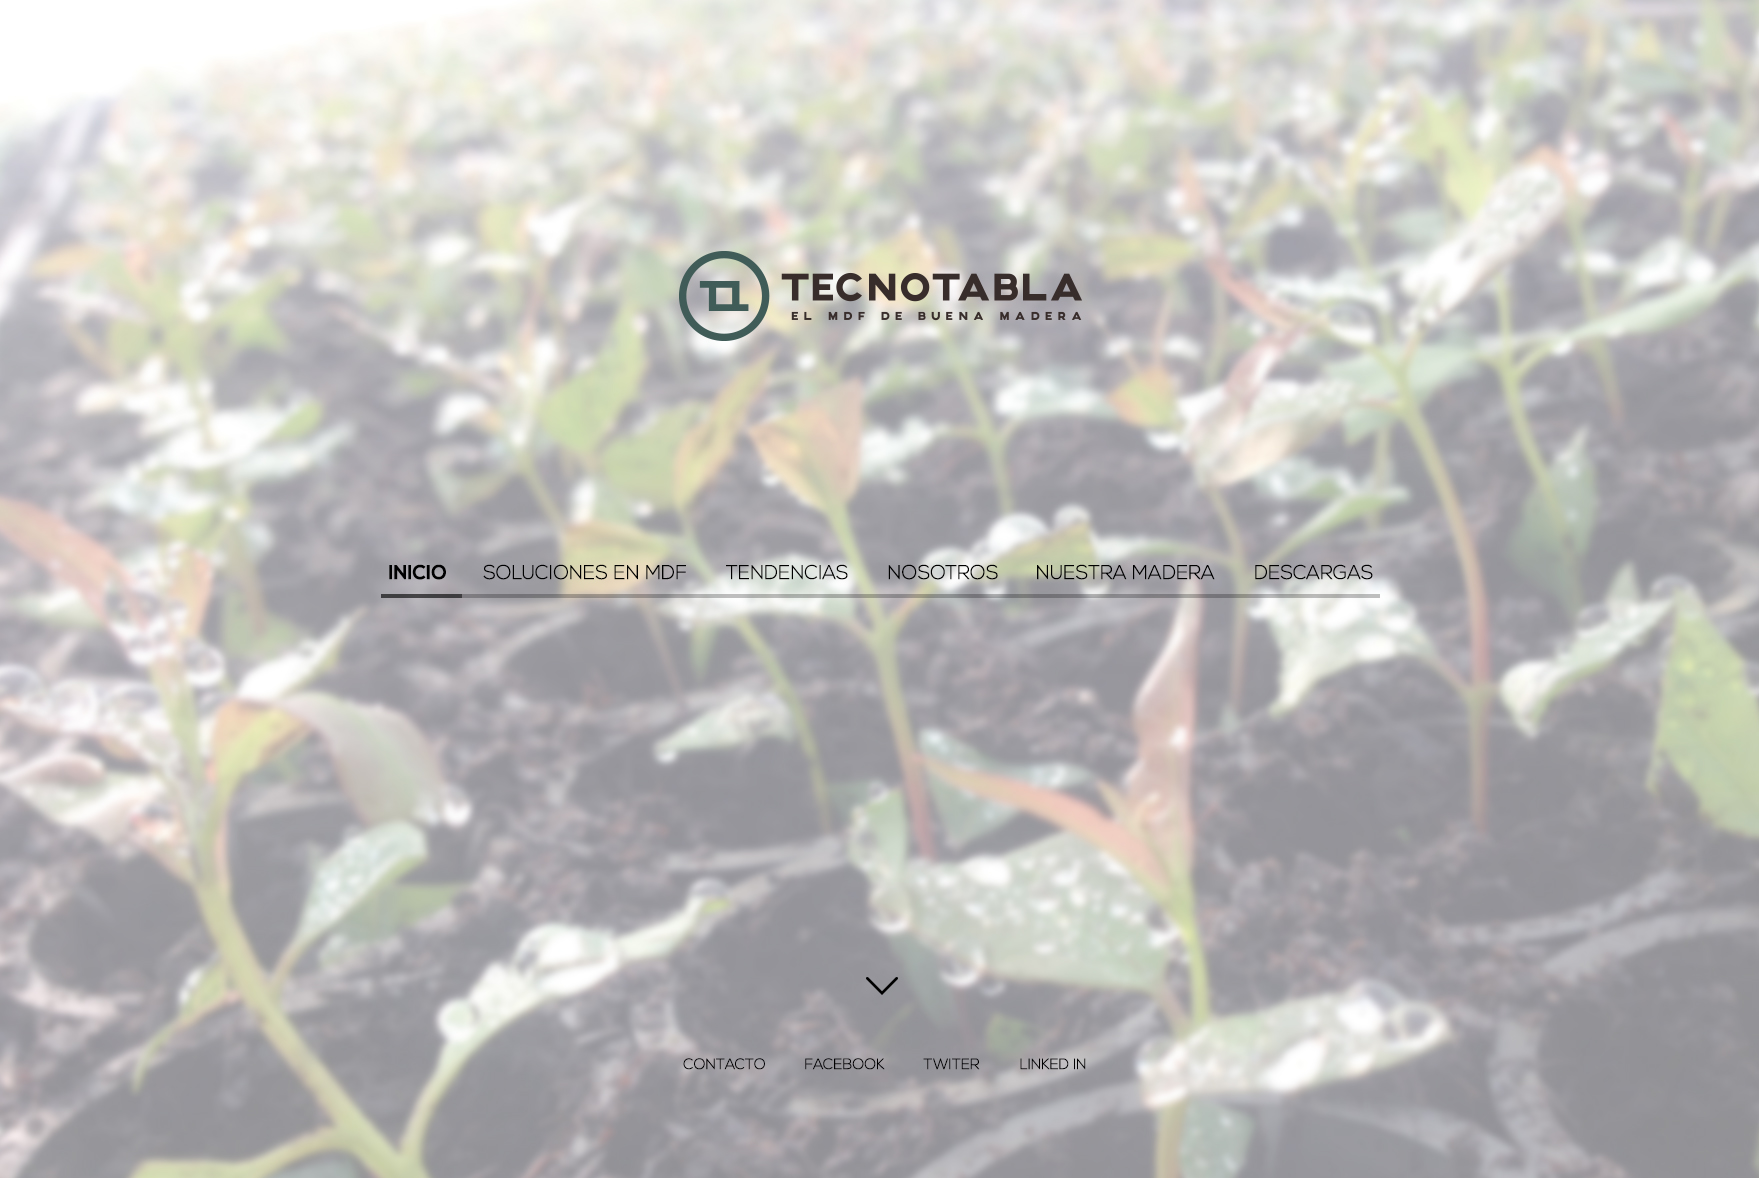 TECNOTABLA
EL MDF DE BUENA MADERA
INICIO SOLUCIONES EN MDF TENDENCIAS NOSOTROS NUESTRA MADERA DESCARGAS
CONTACTO FACEBOOK TWITER LINKED IN